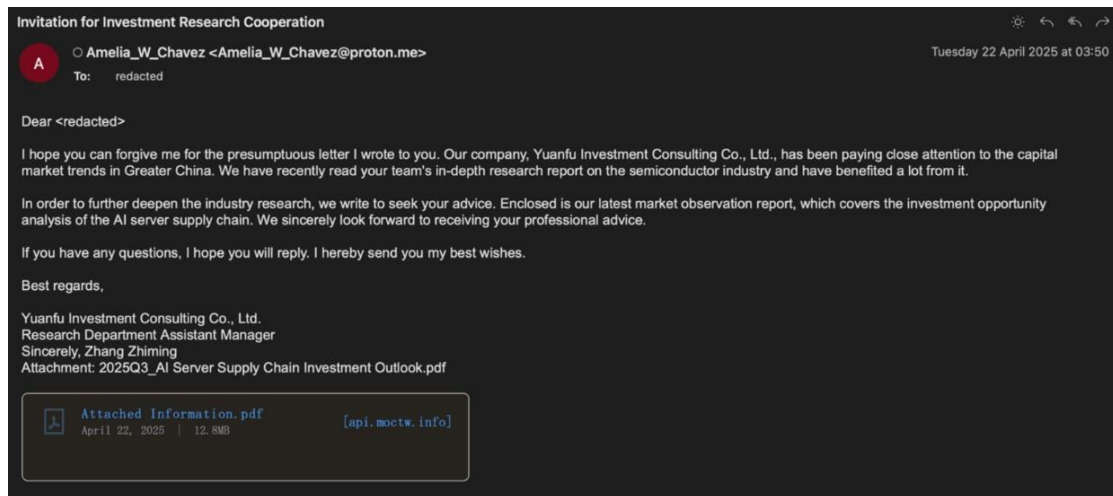 Invitation for Investment Research Cooperation
A
Amelia_W_Chavez <Amelia_W_Chavez@proton.me>
Tuesday 22 April 2025 at 03:50
To: redacted
Dear <redacted>
I hope you can forgive me for the presumptuous letter I wrote to you. Our company, Yuanfu Investment Consulting Co., Ltd., has been paying close attention to the capital
market trends in Greater China. We have recently read your team's in-depth research report on the semiconductor industry and have benefited a lot from it.
In order to further deepen the industry research, we write to seek your advice. Enclosed is our latest market observation report, which covers the investment opportunity
analysis of the AI server supply chain. We sincerely look forward to receiving your professional advice.
If you have any questions, I hope you will reply. I hereby send you my best wishes.
Best regards,
Yuanfu Investment Consulting Co., Ltd.
Research Department Assistant Manager
Sincerely, Zhang Zhiming
Attachment: 2025Q3_AI Server Supply Chain Investment Outlook.pdf
Attached Information.pdf
[api.moctw.info]
April 22, 2025 | 12.8MB